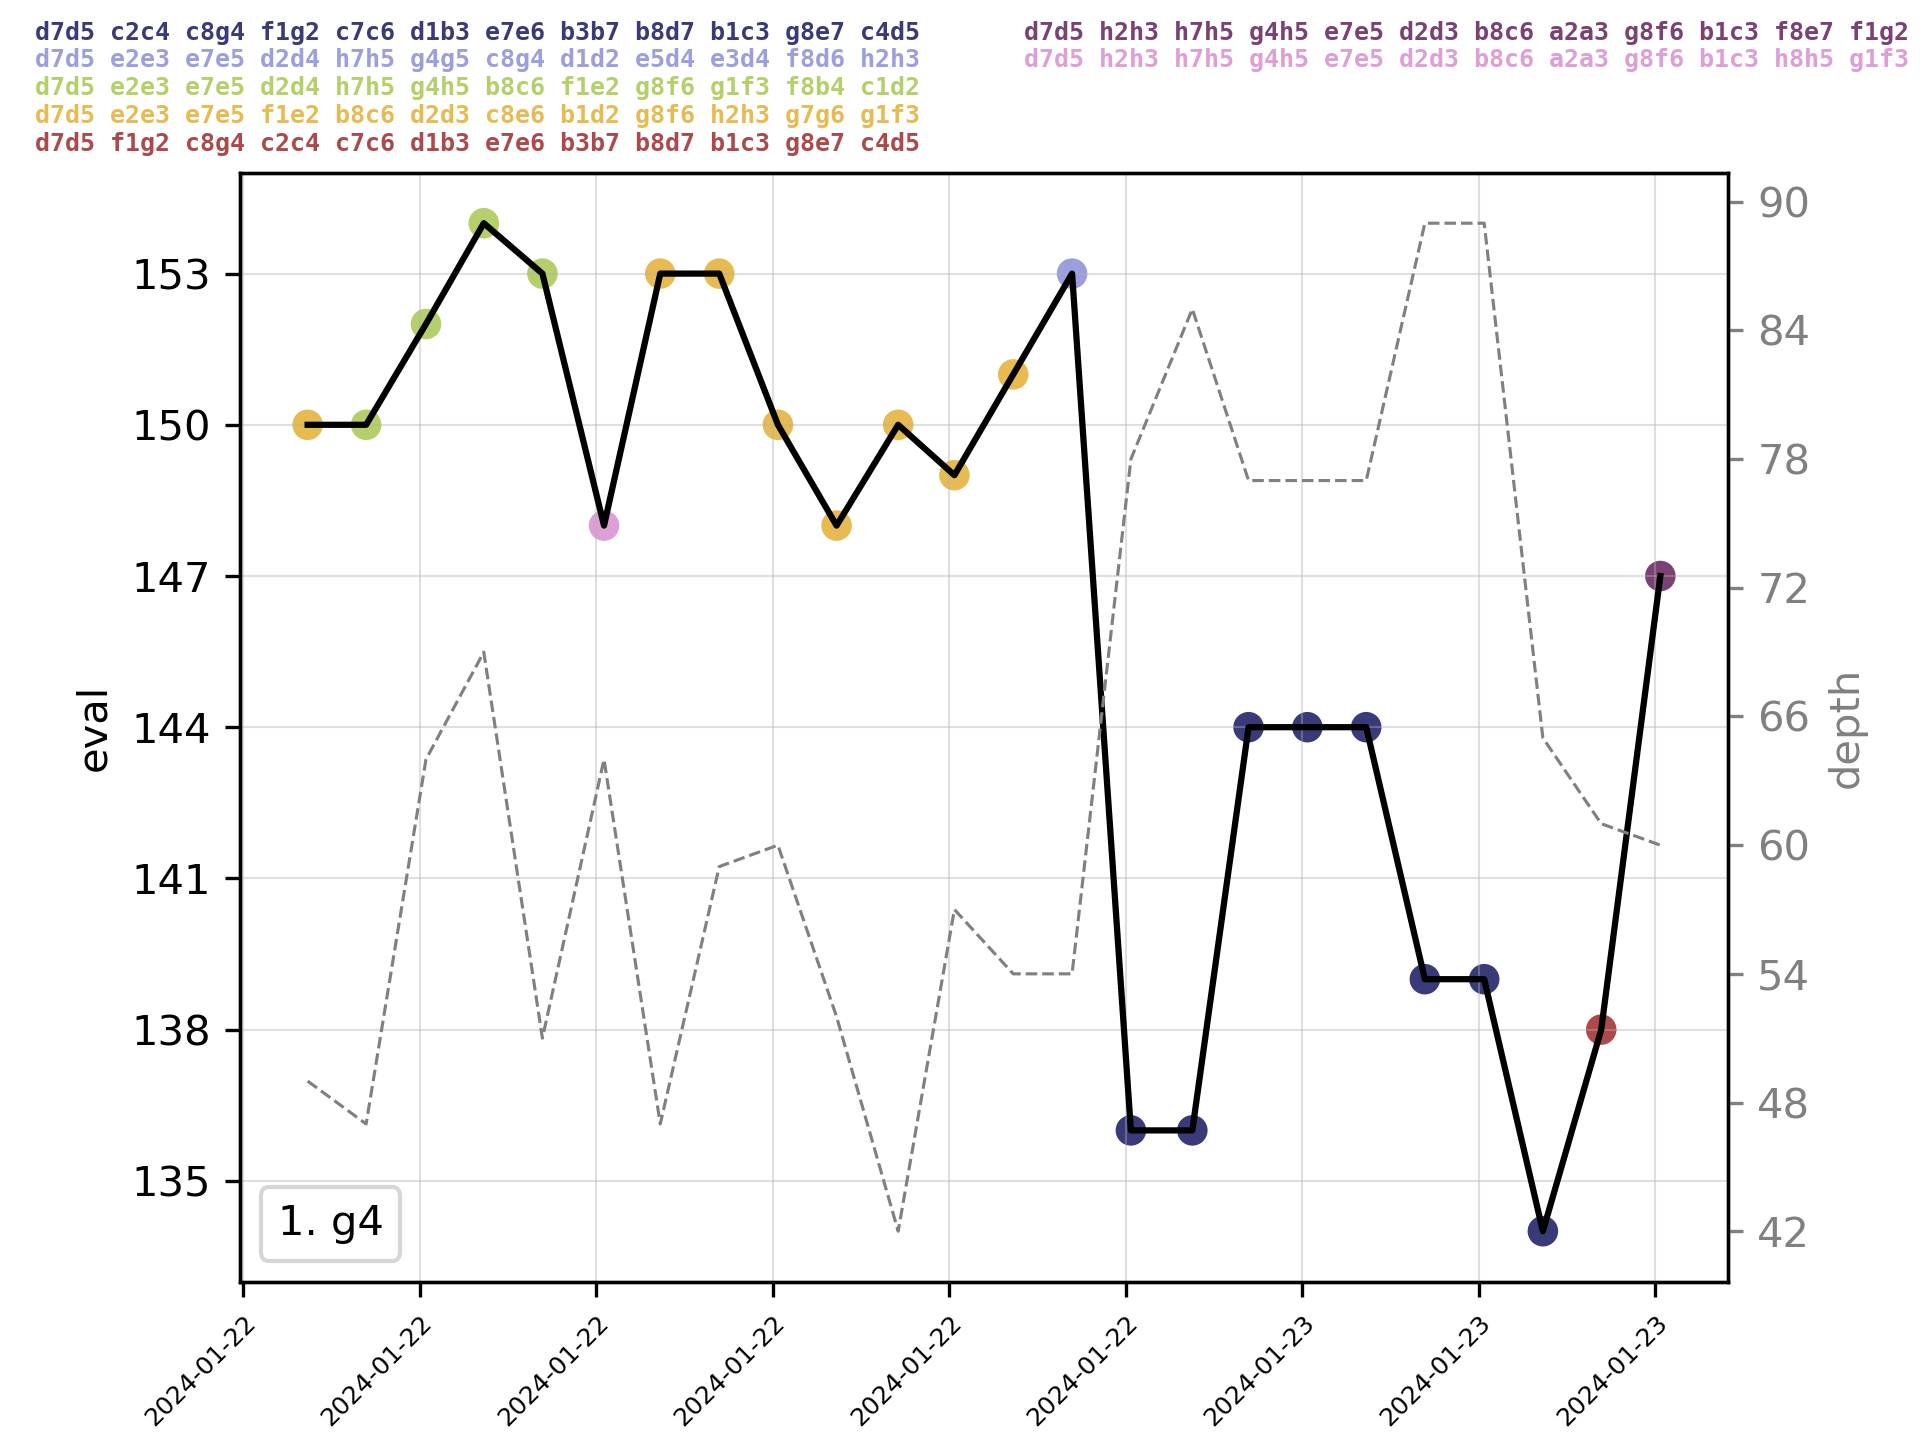 d7d5 c2c4 c8g4 f1g2 c7c6 d1b3 e7e6 b3b7 b8d7 b1c3 g8e7 c4d5
d7d5 e2e3 e7e5 d2d4 h7h5 g4g5 c8g4 d1d2 e5d4 e3d4 f8d6 h2h3
d7d5 e2e3 e7e5 d2d4 h7h5 g4h5 b8c6 f1e2 g8f6 g1f3 f8b4 c1d2
d7d5 e2e3 e7e5 f1e2 b8c6 d2d3 c8e6 b1d2 g8f6 h2h3 g7g6 g1f3
d7d5 f1g2 c8g4 c2c4 c7c6 d1b3 e7e6 b3b7 b8d7 b1c3 g8e7 c4d5
d7d5 h2h3 h7h5 g4h5 e7e5 d2d3 b8c6 a2a3 g8f6 b1c3 f8e7 f1g2
d7d5 h2h3 h7h5 g4h5 e7e5 d2d3 b8c6 a2a3 g8f6 b1c3 h8h5 g1f3
eval
153
150
147
144
141
138
135
1. g4
90
84
78
72
66
60
54
48
42
depth
2024-01-22
2024-01-22
2024-01-22
2024-01-22
2024-01-22
2024-01-22
2024-01-23
2024-01-23
2024-01-23